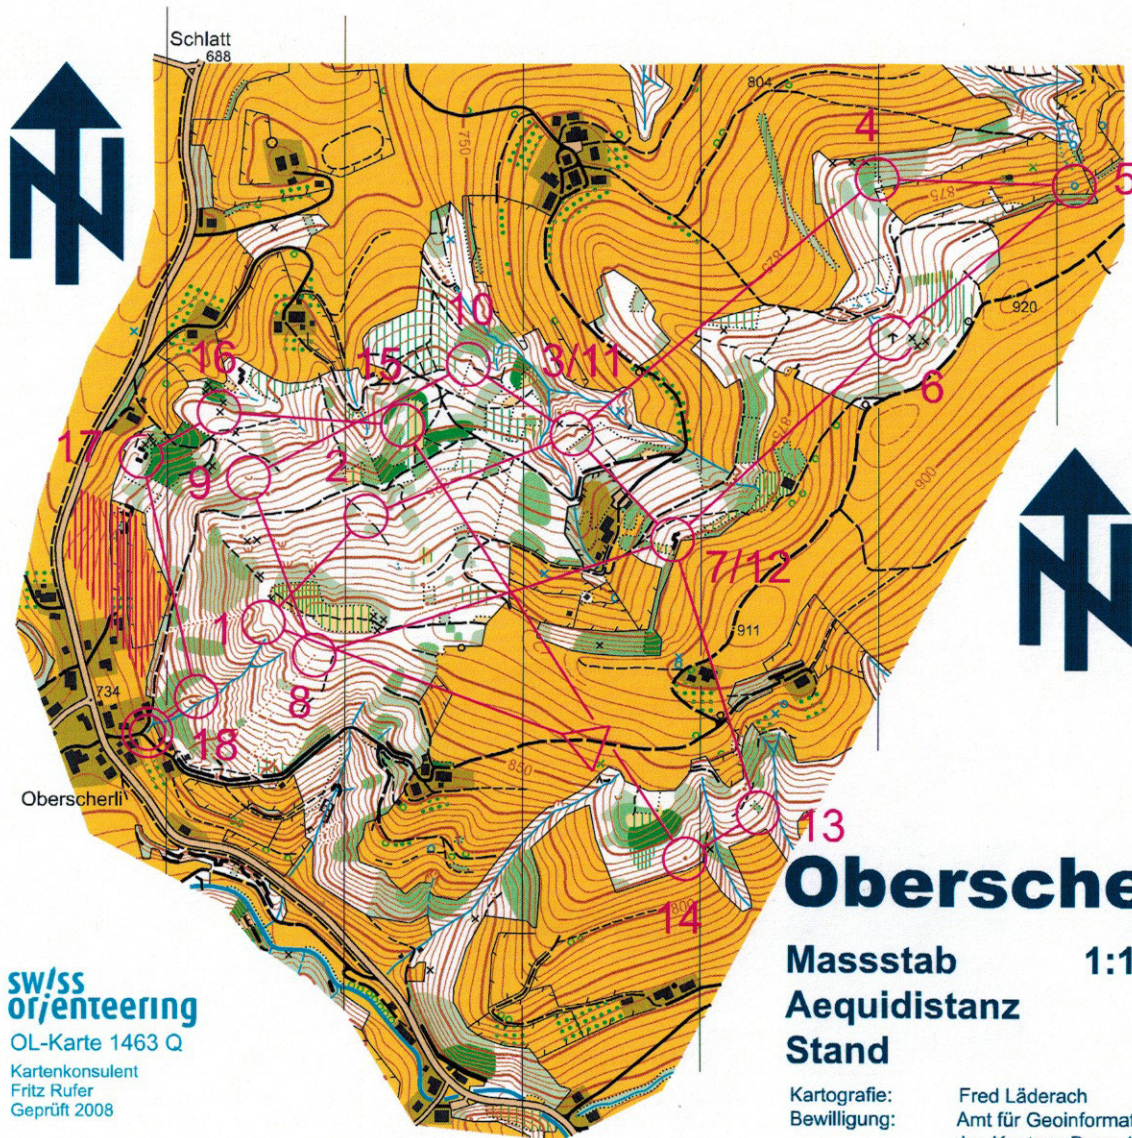 Schlatt
688
804
750
4
5
875
825
875
920
10
3/11
15
16
6
17
9
2
900
7/12
1
911
8
734
18
850
Oberscherli
13
800
14
Obersche
Massstab 1:1
Aequidistanz
Stand
Kartografie: Fred Läderach
Bewilligung: Amt für Geoinformat
swiss
orienteering
OL-Karte 1463 Q
Kartenkonsulent
Fritz Rufer
Geprüft 2008